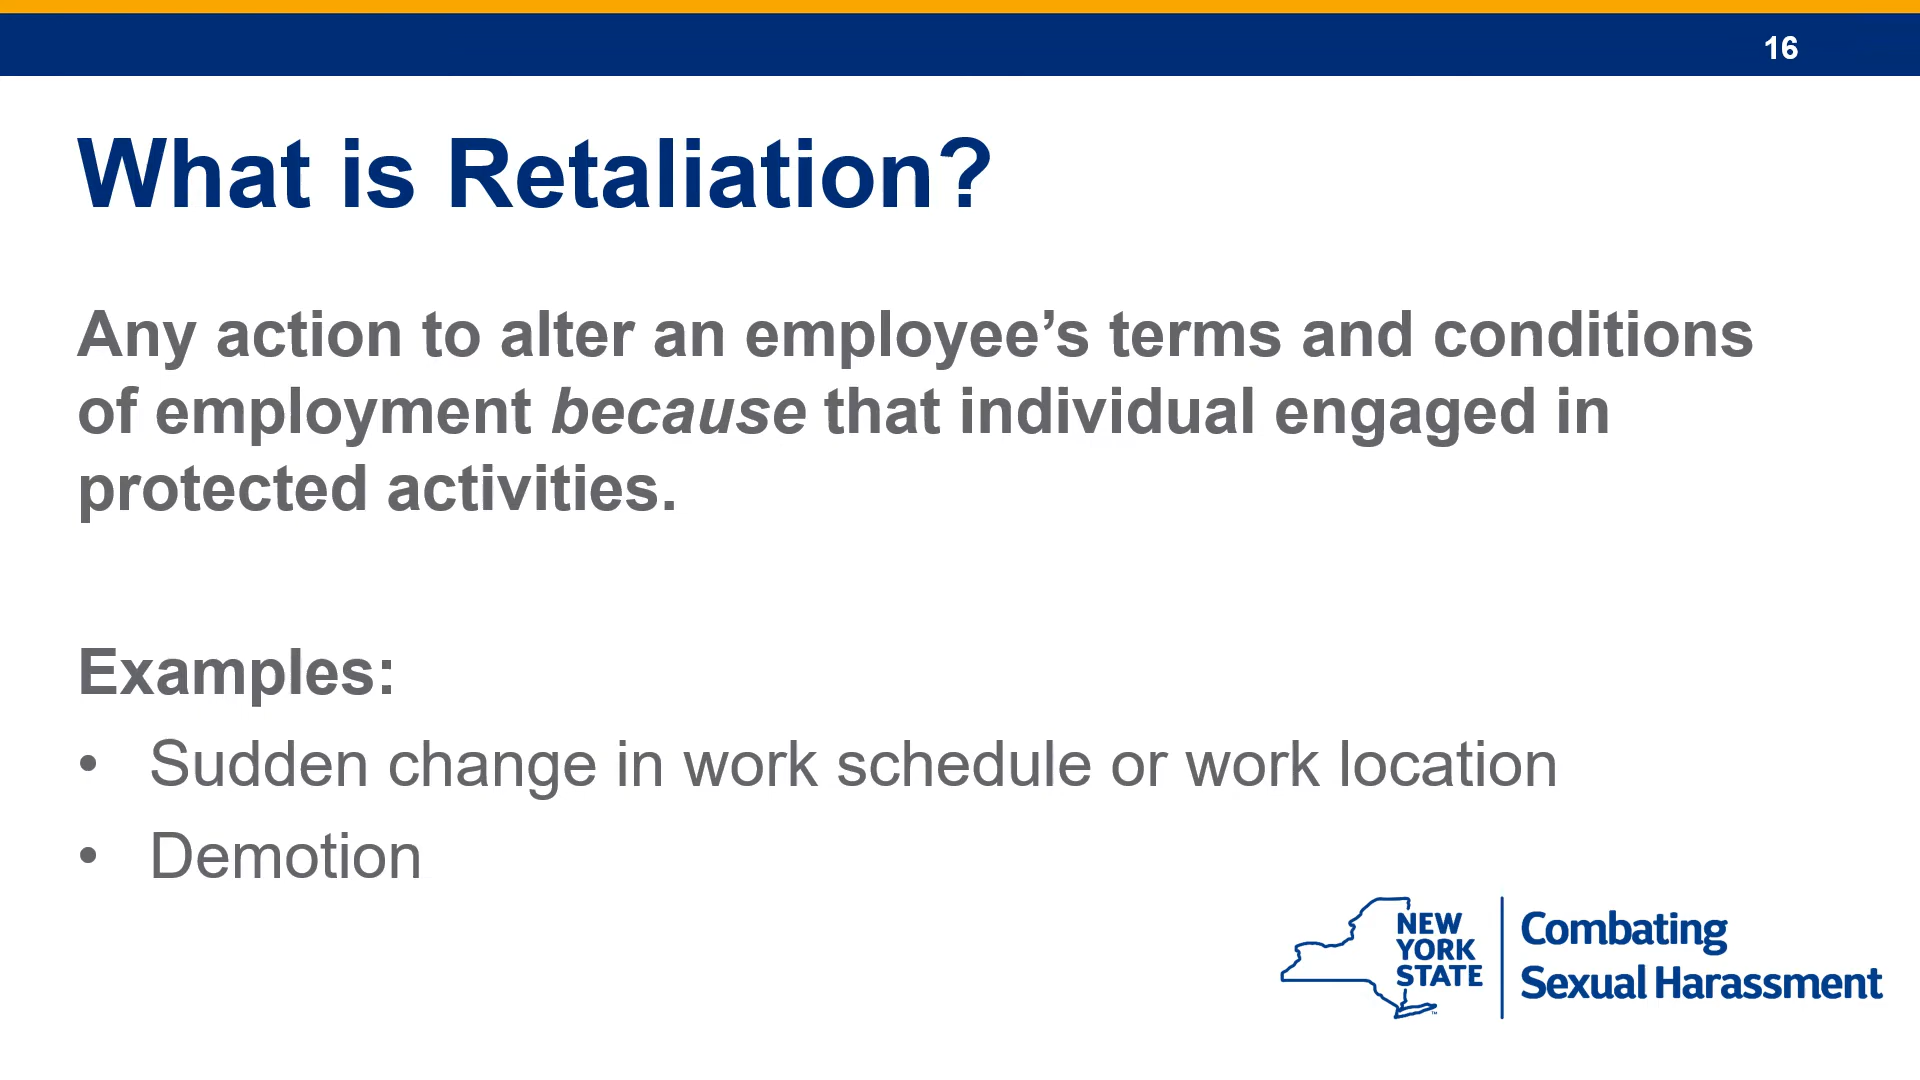 16
What is Retaliation?
Any action to alter an employee’s terms and conditions
of employment because that individual engaged in
protected activities.
Examples:
• Sudden change in work schedule or work location
• Demotion
NEW
YORK
STATE
™
Combating
Sexual Harassment